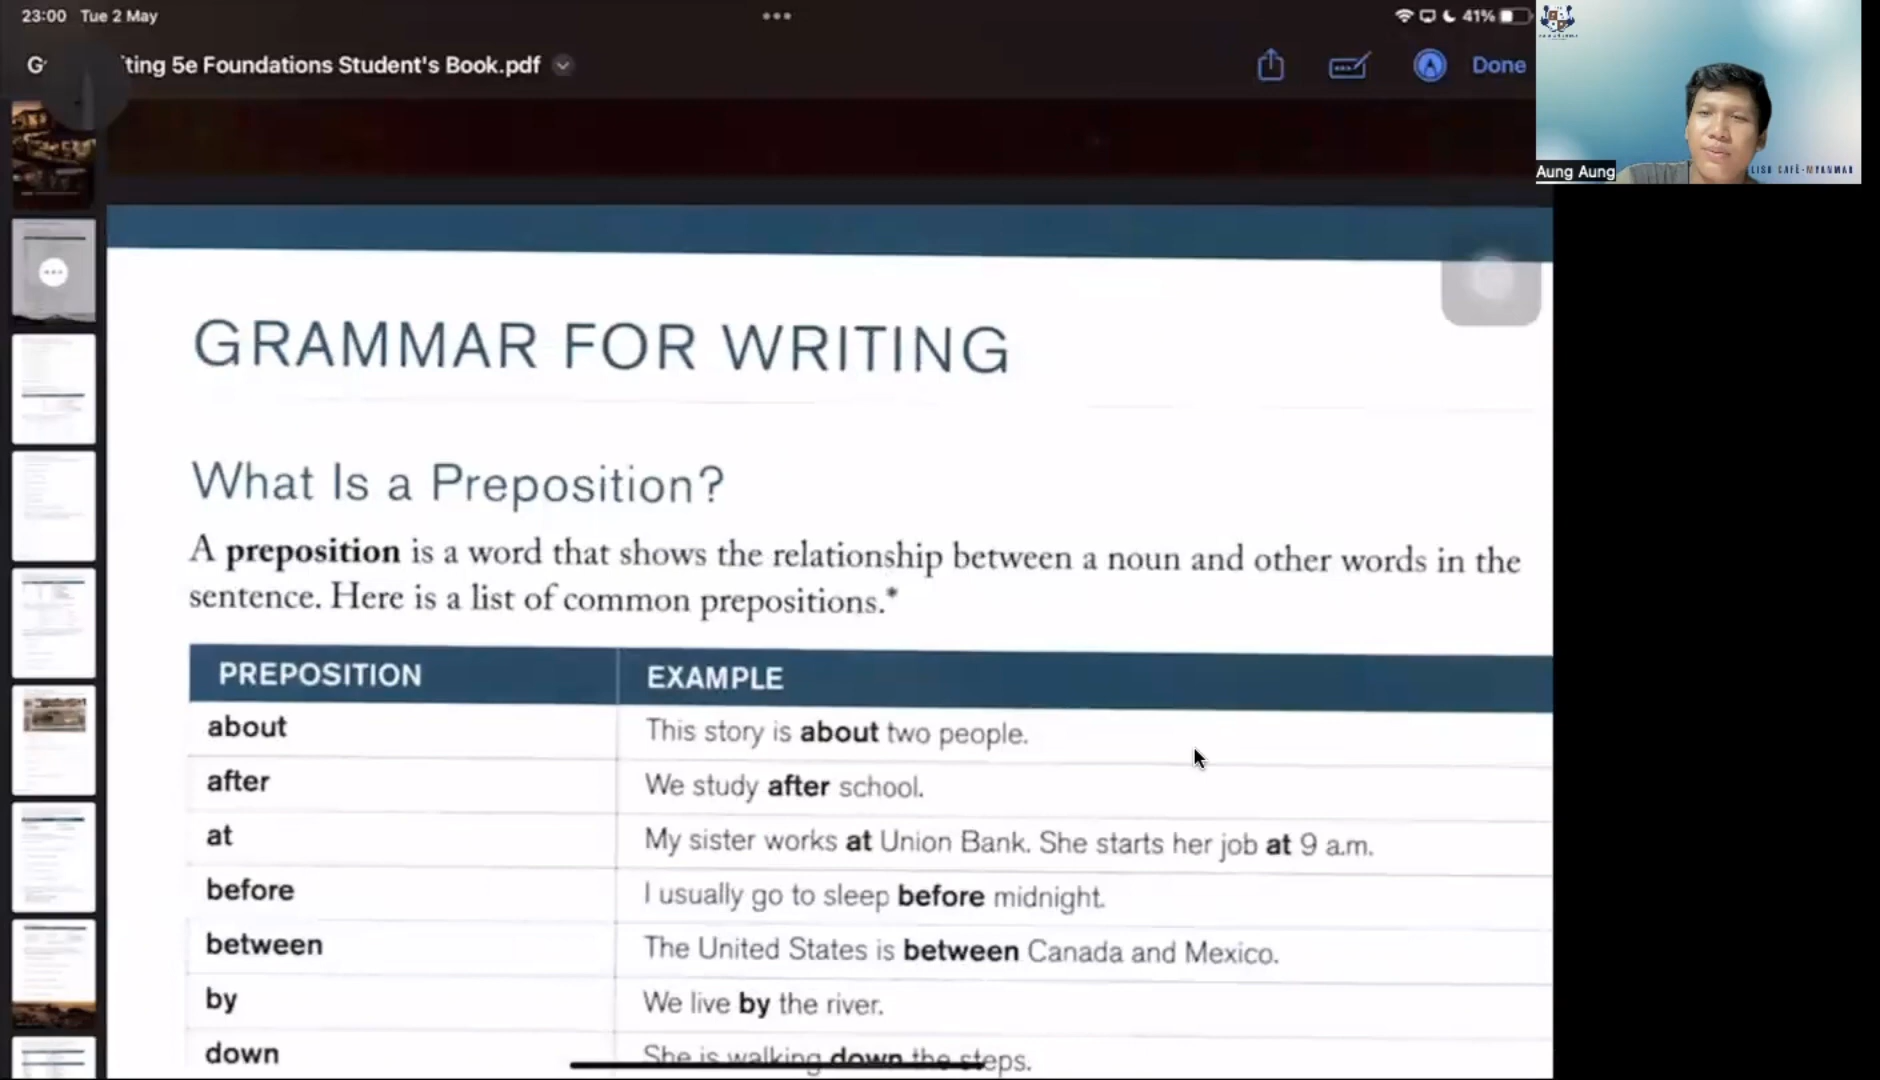 23:00 Tue 2 May
41%
ting 5e Foundations Student's Book.pdf
Done
Aung Aung
CAFÉ-MYANMAR
GRAMMAR FOR WRITING
What Is a Preposition?
A preposition is a word that shows the relationship between a noun and other words in the
sentence. Here is a list of common prepositions.*
PREPOSITION EXAMPLE
about This story is about two people.
after We study after school.
at My sister works at Union Bank. She starts her job at 9 a.m.
before I usually go to sleep before midnight.
between The United States is between Canada and Mexico.
by We live by the river.
down She is walking down the steps.